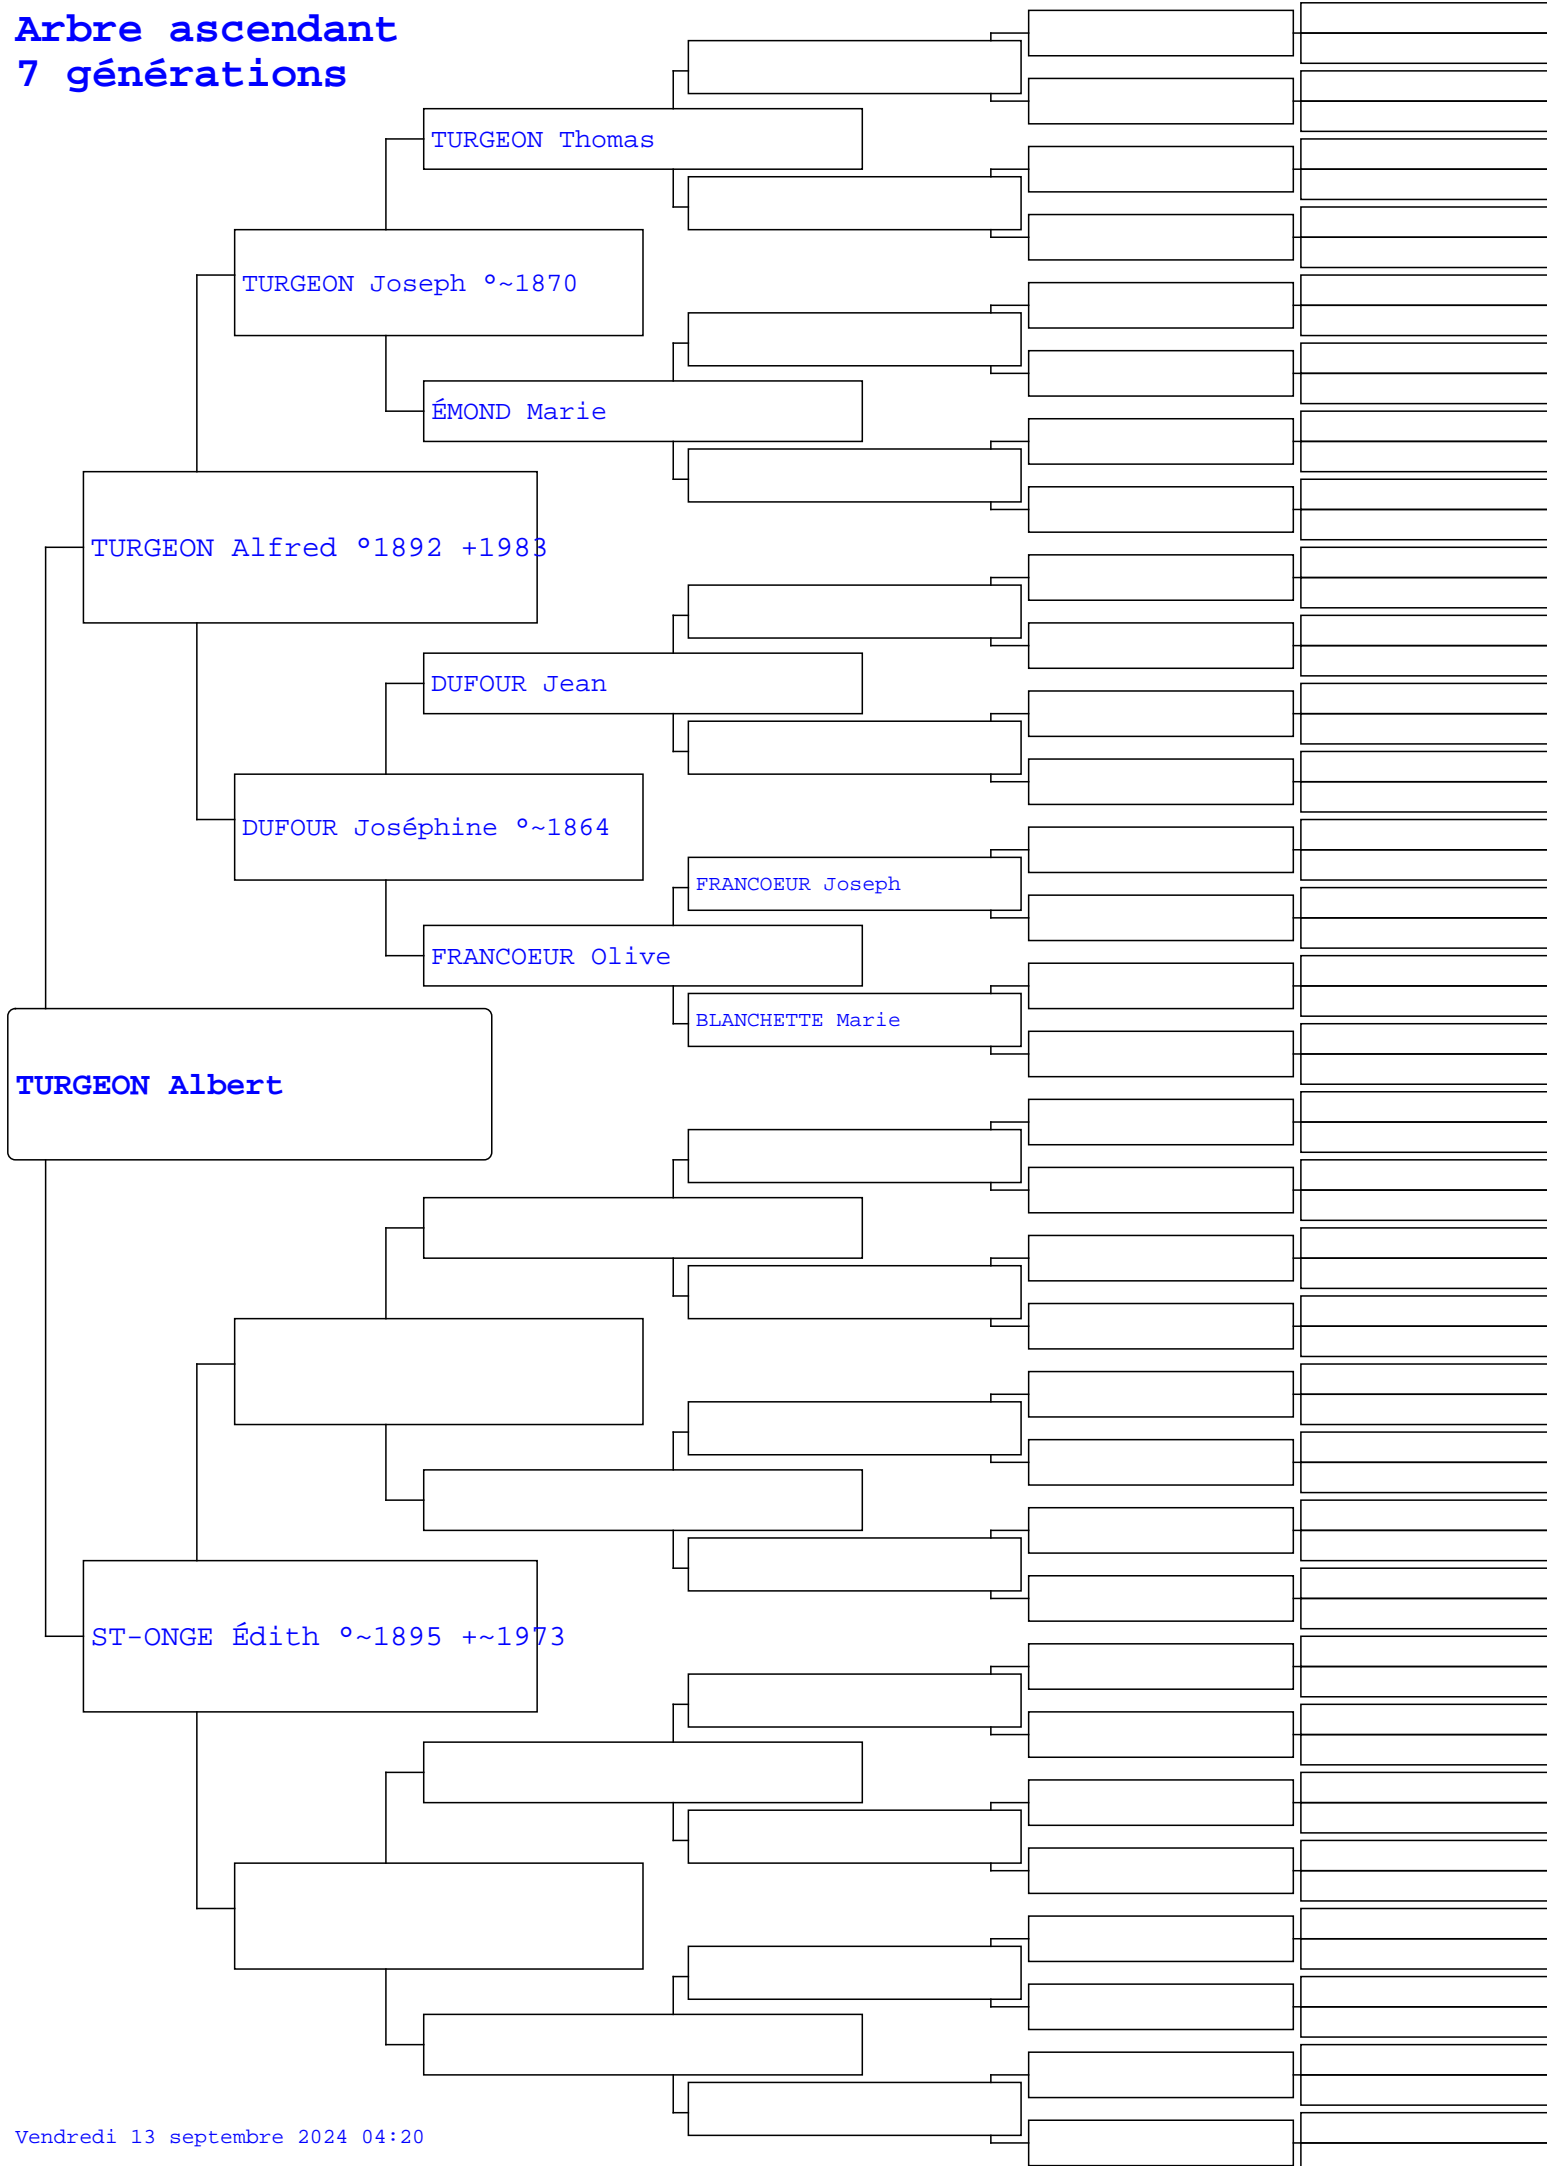 Arbre ascendant
7 générations
TURGEON Thomas
TURGEON Joseph °~1870
ÉMOND Marie
TURGEON Alfred °1892 +1983
DUFOUR Jean
DUFOUR Joséphine °~1864
FRANCOEUR Joseph
FRANCOEUR Olive
BLANCHETTE Marie
TURGEON Albert
ST-ONGE Édith °~1895 +~1973
Vendredi 13 septembre 2024 04:20